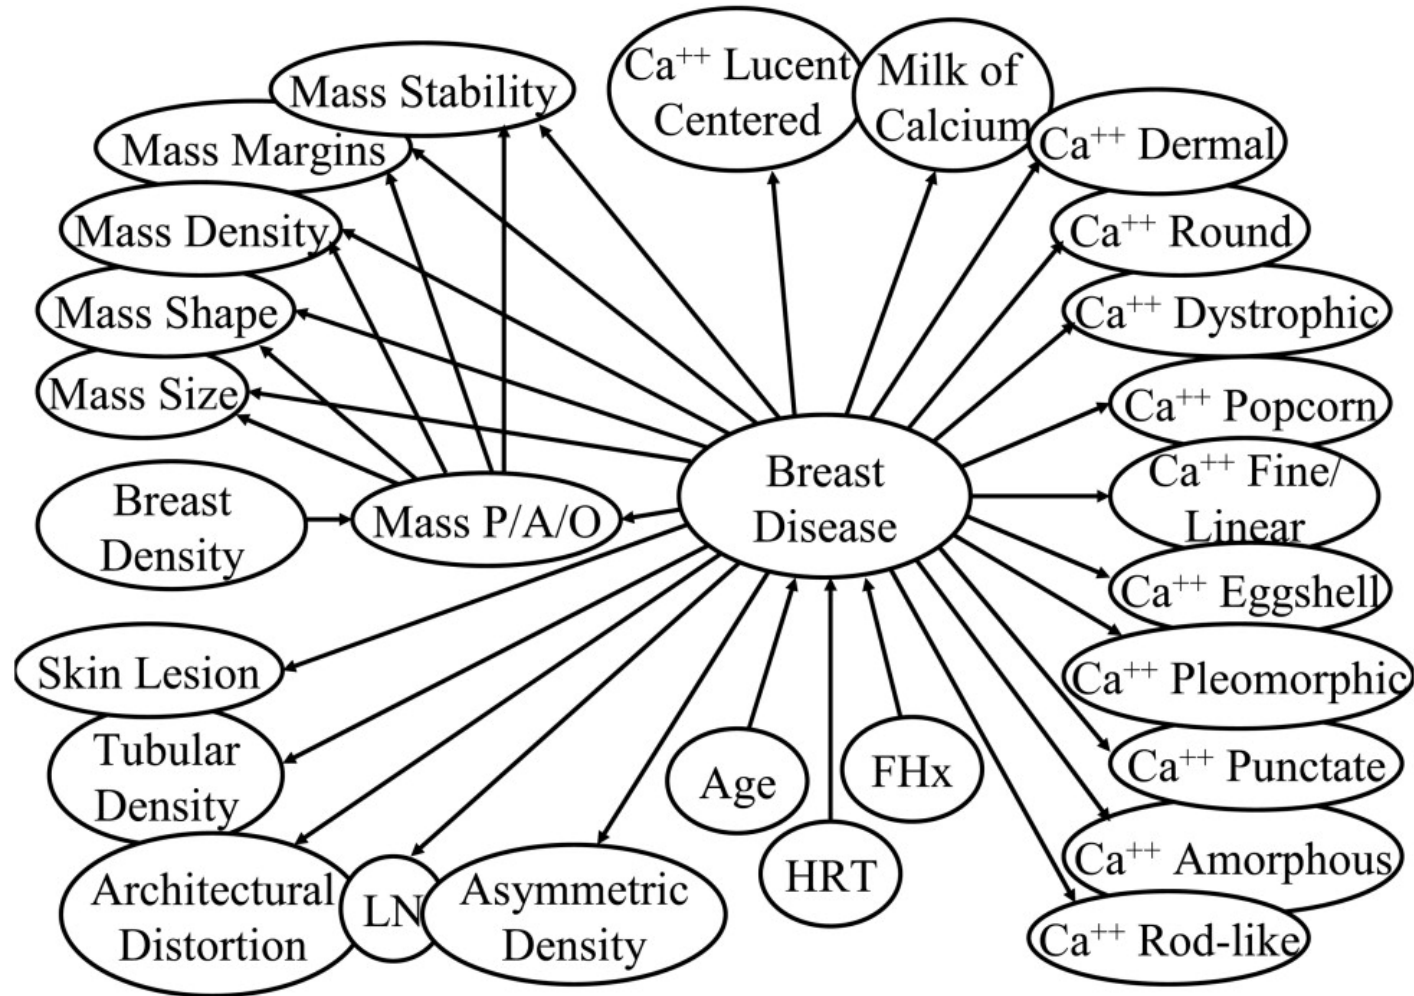 Mass Stability
Mass Margins
Mass Density
Mass Shape
Mass Size
Breast
Density
Mass P/A/O
Skin Lesion
Tubular
Density
Architectural
Distortion
LN
Asymmetric
Density
Breast
Disease
Age
HRT
FHx
Ca⁺⁺ Lucent
Centered
Milk of
Calcium
Ca⁺⁺ Dermal
Ca⁺⁺ Round
Ca⁺⁺ Dystrophic
Ca⁺⁺ Popcorn
Ca⁺⁺ Fine/
Linear
Ca⁺⁺ Eggshell
Ca⁺⁺ Pleomorphic
Ca⁺⁺ Punctate
Ca⁺⁺ Amorphous
Ca⁺⁺ Rod-like